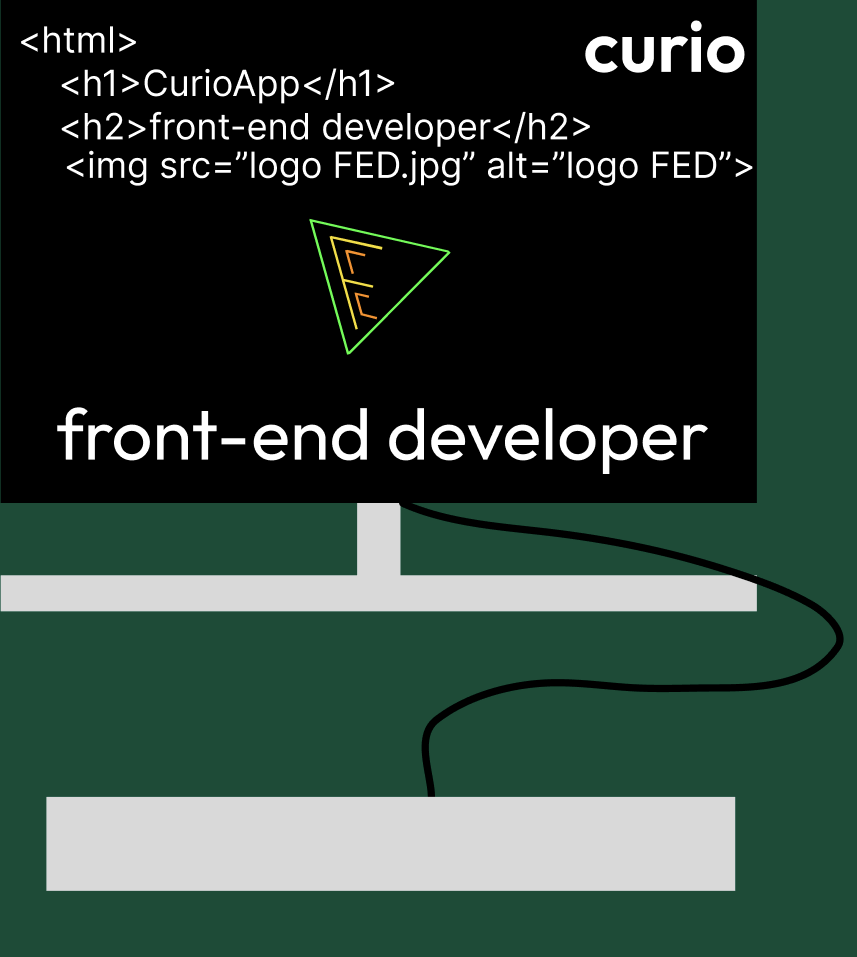 <html>
curio
<h1>CurioApp</h1>
<h2>front-end developer</h2>
<img src=”logo FED.jpg” alt=”logo FED”>
front-end developer